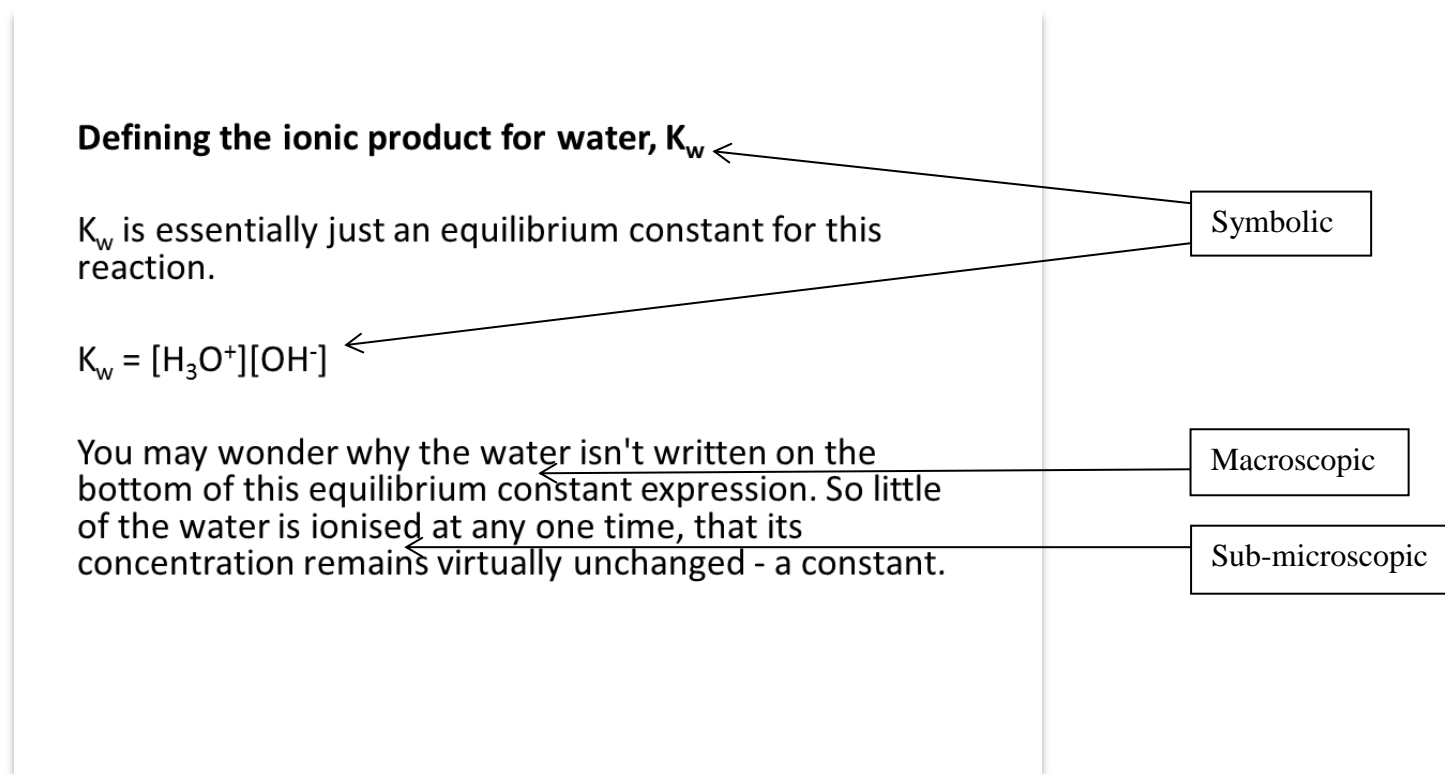 Defining the ionic product for water, Kw
Kw is essentially just an equilibrium constant for this
reaction.
Kw = [H₃O⁺][OH⁻]
You may wonder why the water isn't written on the
bottom of this equilibrium constant expression. So little
of the water is ionised at any one time, that its
concentration remains virtually unchanged - a constant.
Symbolic
Macroscopic
Sub-microscopic